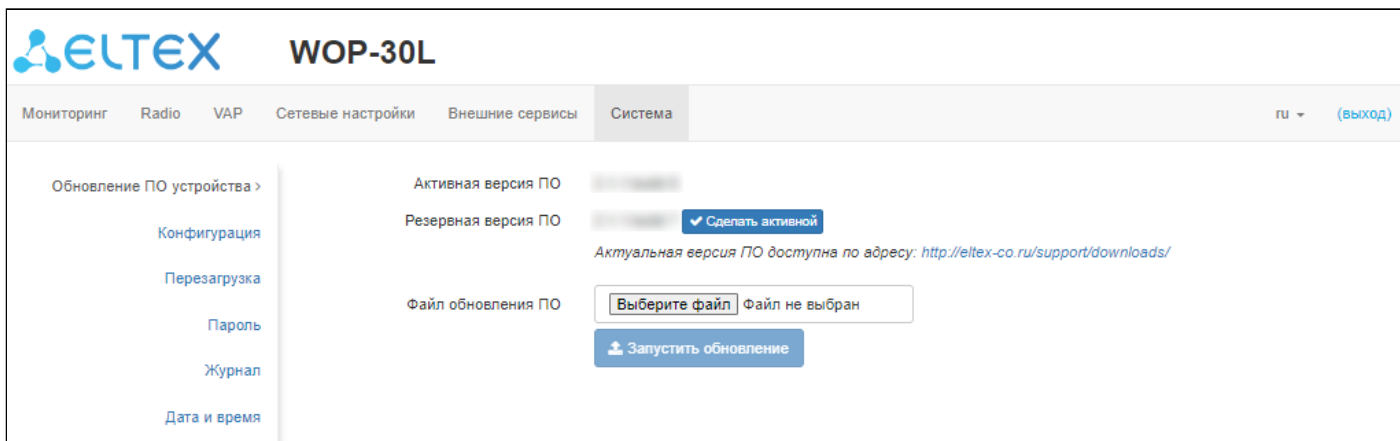 ELTEX WOP-30L
Мониторинг Radio VAP Сетевые настройки Внешние сервисы Система ru (выход)
Обновление ПО устройства >
Конфигурация
Перезагрузка
Пароль
Журнал
Дата и время
Активная версия ПО
Резервная версия ПО Сделать активной
Актуальная версия ПО доступна по адресу: http://eltex-co.ru/support/downloads/
Файл обновления ПО Выберите файл Файл не выбран
Запустить обновление